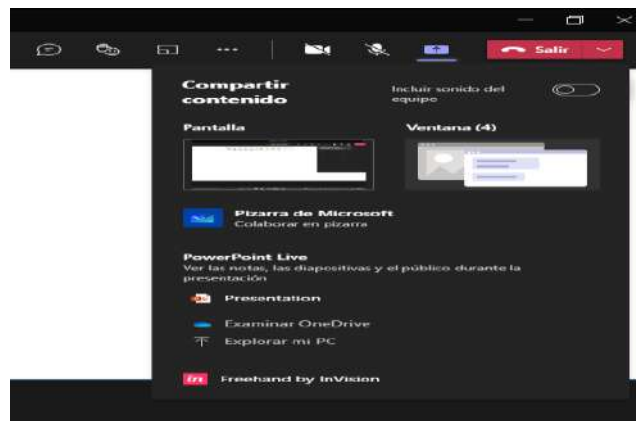 Salir
Compartir
contenido
Incluir sonido del
equipo
Pantalla
Ventana (4)
Pizarra de Microsoft
Colaborar en pizarra
PowerPoint Live
Ver las notas, las diapositivas y el público durante la
presentación
Presentation
Examinar OneDrive
Explorar mi PC
in Freehand by InVision